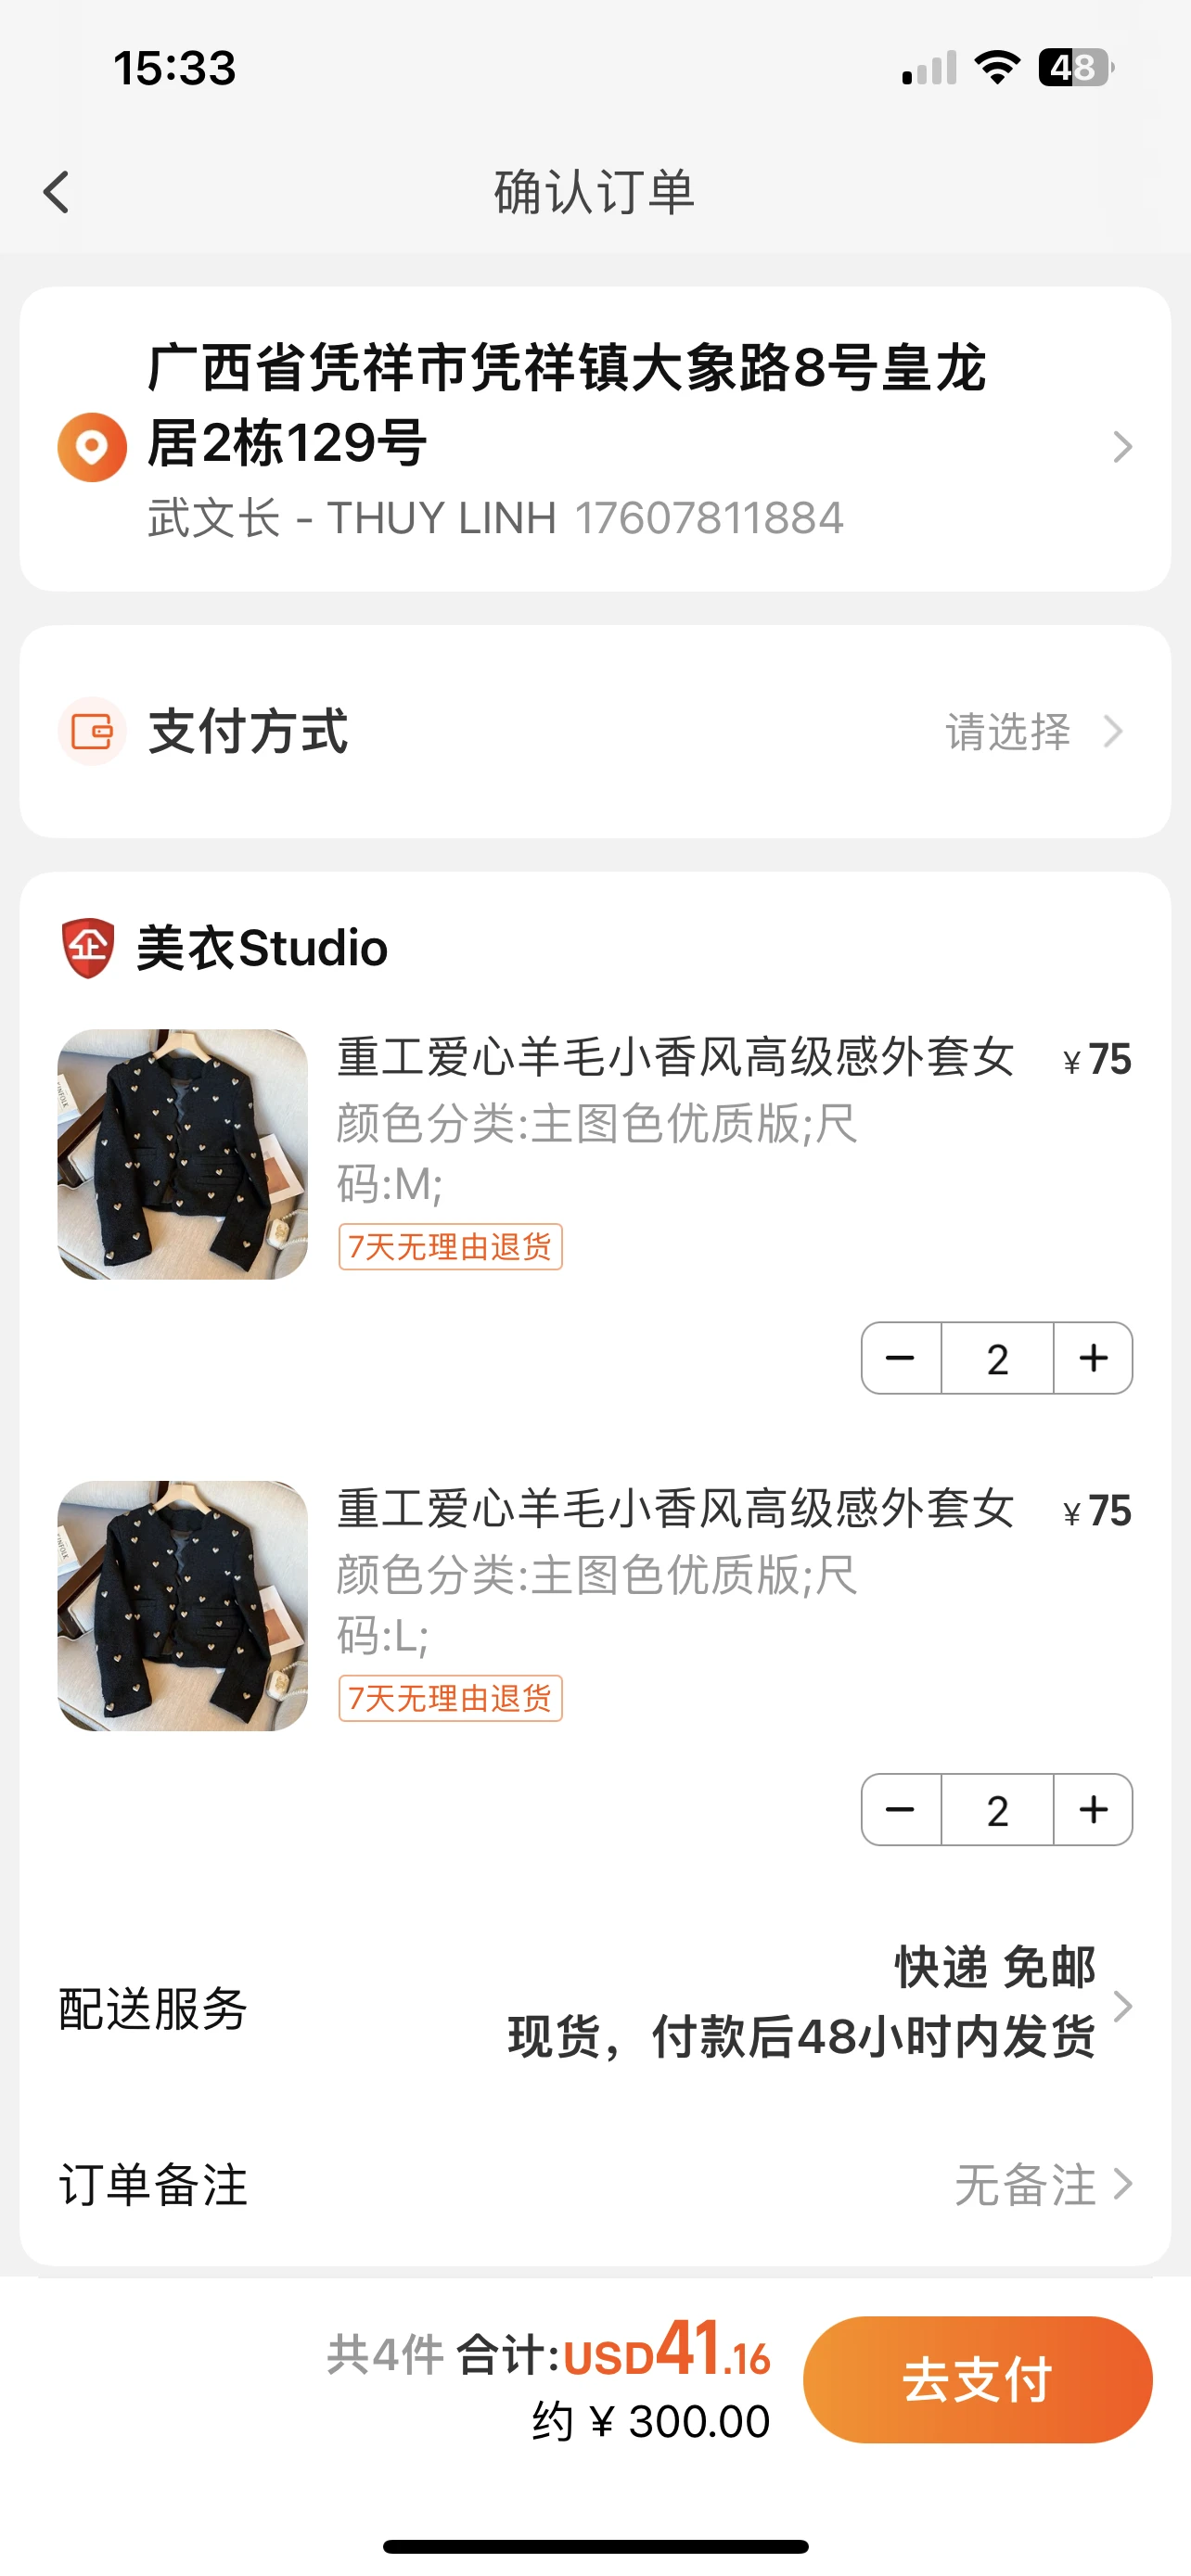 15:33
48
确认订单
广西省凭祥市凭祥镇大象路8号皇龙
居2栋129号
武文长 - THUY LINH 17607811884
支付方式 请选择
企 美衣Studio
重工爱心羊毛小香风高级感外套女 ¥75
颜色分类:主图色优质版;尺
码:M;
7天无理由退货
2
重工爱心羊毛小香风高级感外套女 ¥75
颜色分类:主图色优质版;尺
码:L;
7天无理由退货
2
快递 免邮
配送服务
现货，付款后48小时内发货
订单备注 无备注
共4件 合计:USD41.16
约 ¥ 300.00
去支付